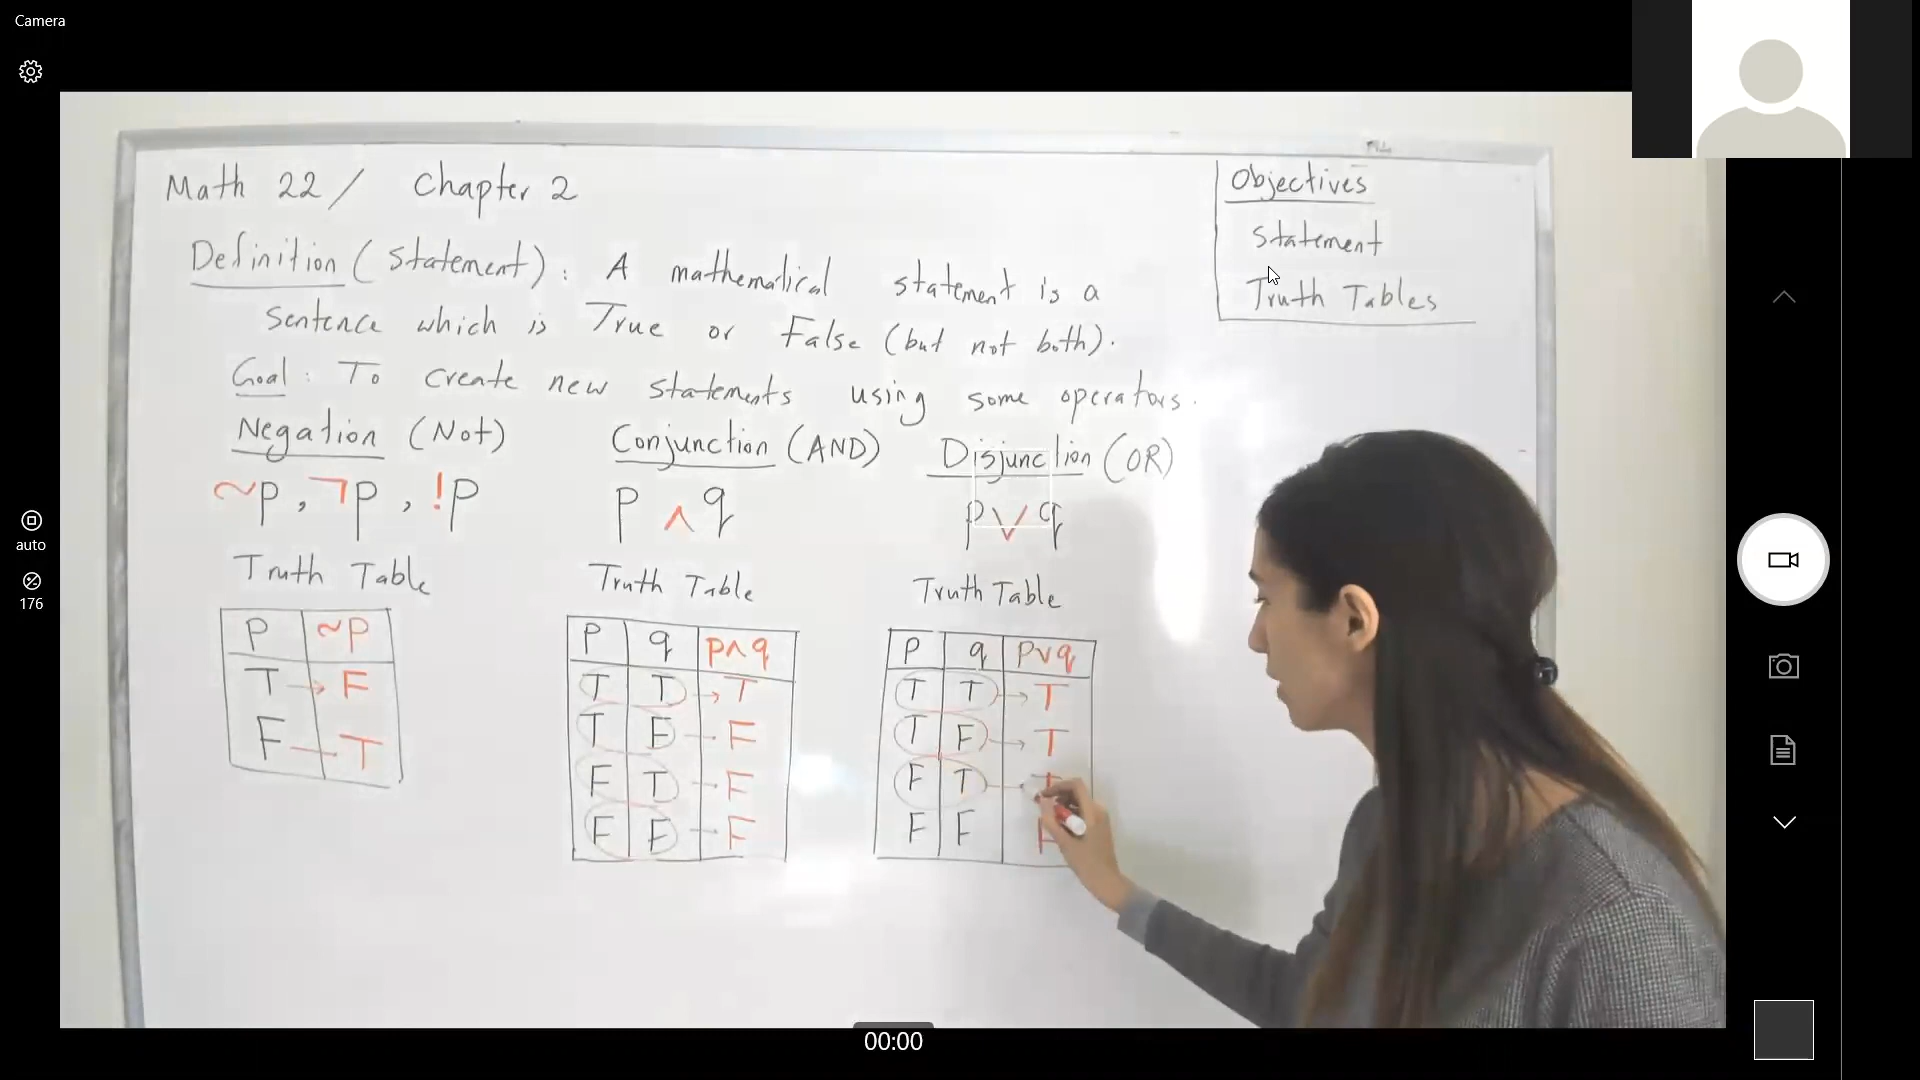 Camera
Math 22 / Chapter 2
Objectives
Statement
Truth Tables
Definition (Statement): A mathematical statement is a
sentence which is True or False (but not both).
Goal: To create new statements using some operators.
Negation (Not)
~p, ¬p, !p
Truth Table
P ~P
T → F
F → T
Conjunction (AND)
p ∧ q
Truth Table
P q p∧q
T T → T
T F → F
F T → F
F F → F
Disjunction (OR)
p ∨ q
Truth Table
P q p∨q
T T → T
T F → T
F T → T
F F F
auto
176
00:00